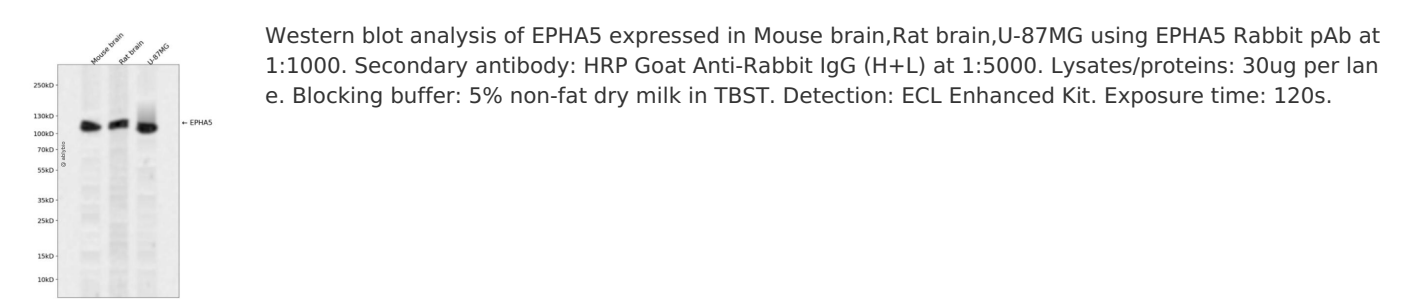 Mouse brain
Rat brain
U-87MG
250kD
130kD
100kD
70kD
55kD
35kD
25kD
15kD
10kD
← EPHA5
@ ablybio
Western blot analysis of EPHA5 expressed in Mouse brain,Rat brain,U-87MG using EPHA5 Rabbit pAb at
1:1000. Secondary antibody: HRP Goat Anti-Rabbit IgG (H+L) at 1:5000. Lysates/proteins: 30ug per lan
e. Blocking buffer: 5% non-fat dry milk in TBST. Detection: ECL Enhanced Kit. Exposure time: 120s.